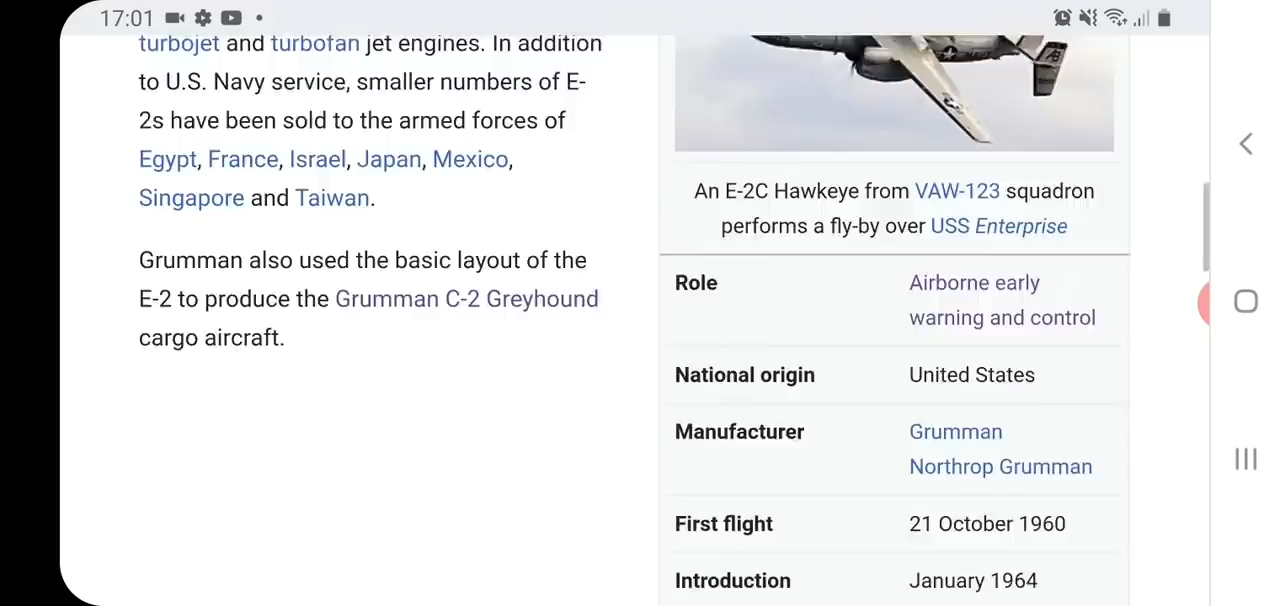 17:01
turbojet and turbofan jet engines. In addition
to U.S. Navy service, smaller numbers of E-
2s have been sold to the armed forces of
Egypt, France, Israel, Japan, Mexico,
Singapore and Taiwan.
Grumman also used the basic layout of the
E-2 to produce the Grumman C-2 Greyhound
cargo aircraft.
An E-2C Hawkeye from VAW-123 squadron
performs a fly-by over USS Enterprise
Role Airborne early
warning and control
National origin United States
Manufacturer Grumman
Northrop Grumman
First flight 21 October 1960
Introduction January 1964